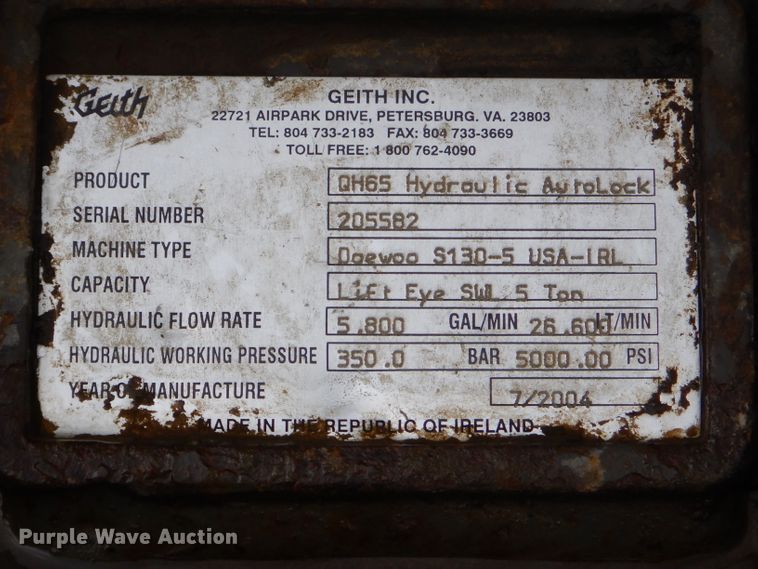 Geith
GEITH INC.
22721 AIRPARK DRIVE, PETERSBURG. VA. 23803
TEL: 804 733-2183 FAX: 804 733-3669
TOLL FREE: 1 800 762-4090
PRODUCT QH65 Hydraulic AutoLock
SERIAL NUMBER 205582
MACHINE TYPE Daewoo S130-5 USA-IRL
CAPACITY Lift Eye SWL 5 Ton
HYDRAULIC FLOW RATE 5.800 GAL/MIN 26.600 LT/MIN
HYDRAULIC WORKING PRESSURE 350.0 BAR 5000.00 PSI
YEAR OF MANUFACTURE 7/2004
MADE IN THE REPUBLIC OF IRELAND
Purple Wave Auction